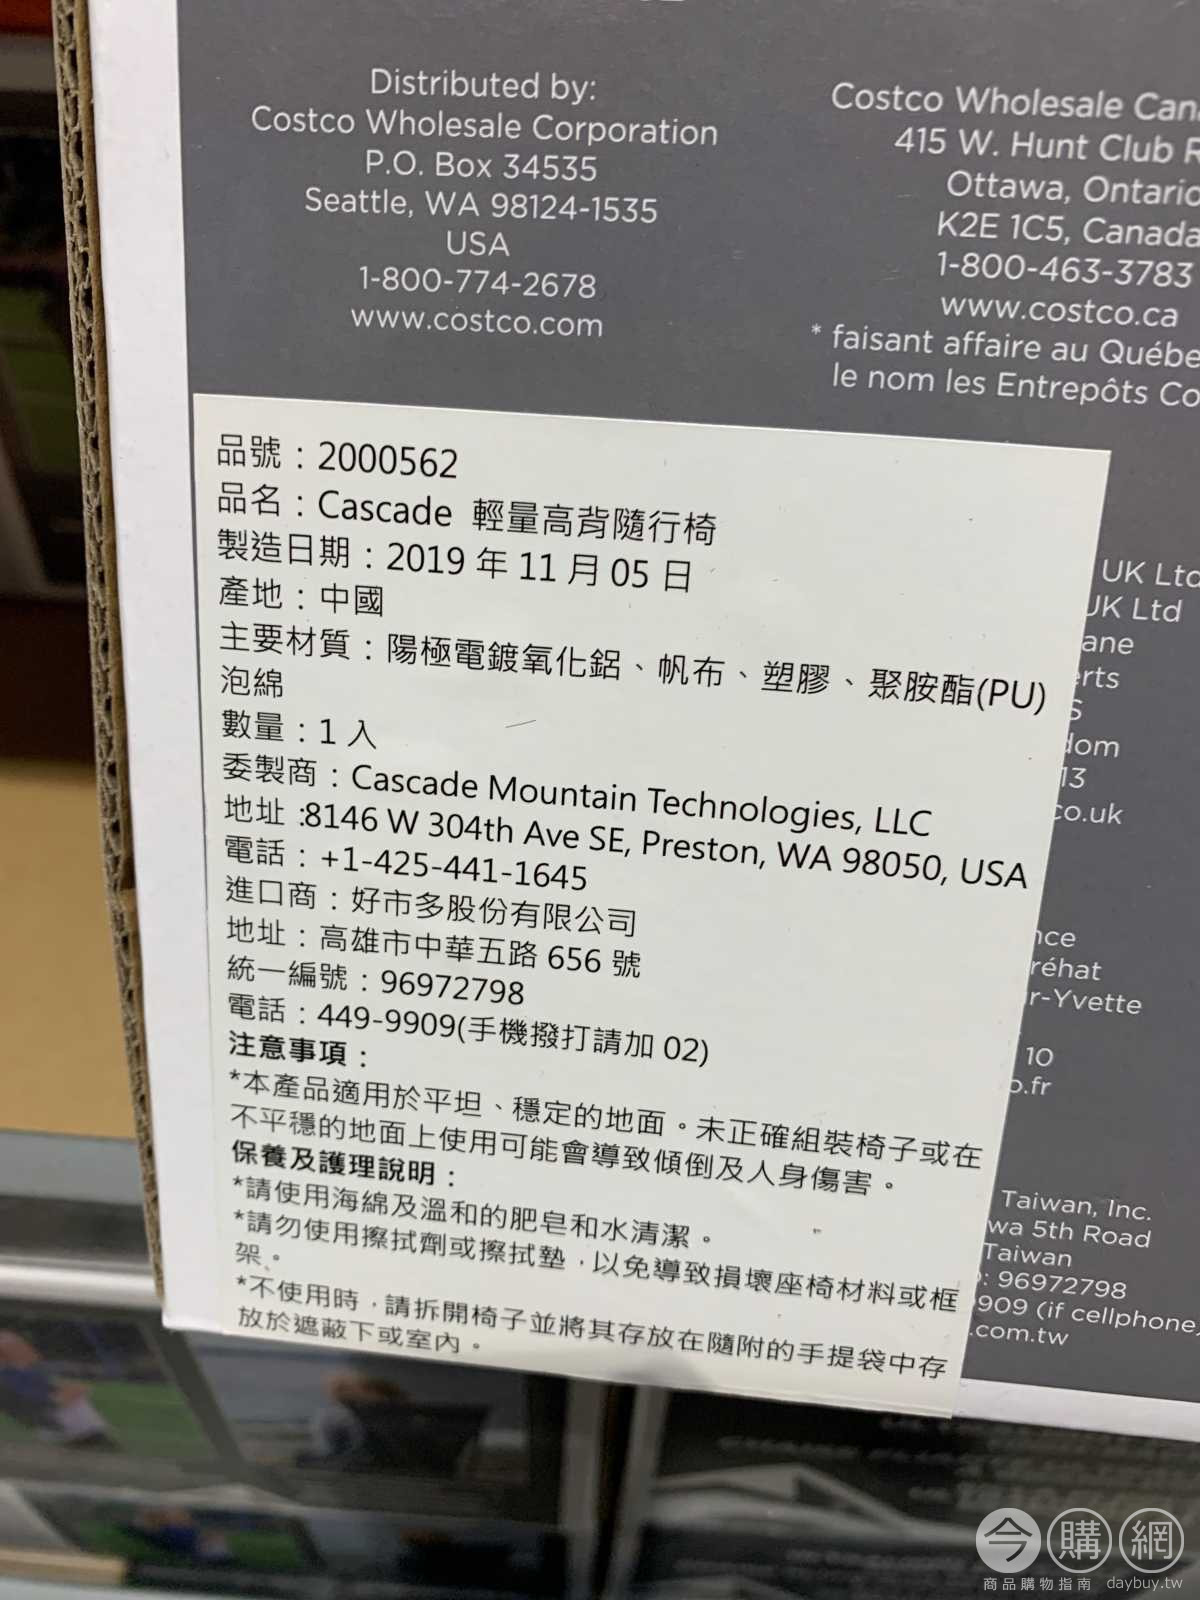 Distributed by:
Costco Wholesale Corporation
P.O. Box 34535
Seattle, WA 98124-1535
USA
1-800-774-2678
www.costco.com
Costco Wholesale
415 W. Hunt Club
Ottawa, Ontario
K2E 1C5, Canada
1-800-463-3783
www.costco.ca
* faisant affaire au
le nom les Entrepôts
品號：2000562
品名：Cascade 輕量高背隨行椅
製造日期：2019 年 11 月 05 日
產地：中國
主要材質：陽極電鍍氧化鋁、帆布、塑膠、聚胺酯(PU)
泡綿
數量：1 入
委製商：Cascade Mountain Technologies, LLC
地址:8146 W 304th Ave SE, Preston, WA 98050, USA
電話：+1-425-441-1645
進口商：好市多股份有限公司
地址：高雄市中華五路 656 號
統一編號：96972798
電話：449-9909(手機撥打請加 02)
注意事項：
*本產品適用於平坦、穩定的地面。未正確組裝椅子或在
不平穩的地面上使用可能會導致傾倒及人身傷害。
保養及護理說明：
*請使用海綿及溫和的肥皂和水清潔。
*請勿使用擦拭劑或擦拭墊，以免導致損壞座椅材料或框
架。
*不使用時，請拆開椅子並將其存放在隨附的手提袋中存
放於遮蔽下或室內。
UK Ltd
UK Ltd
co.uk
r-Yvette
10
.fr
Taiwan, Inc.
5th Road
Taiwan
: 96972798
(if cellphone
.com.tw
今購網
商品購物指南 daybuy.tw